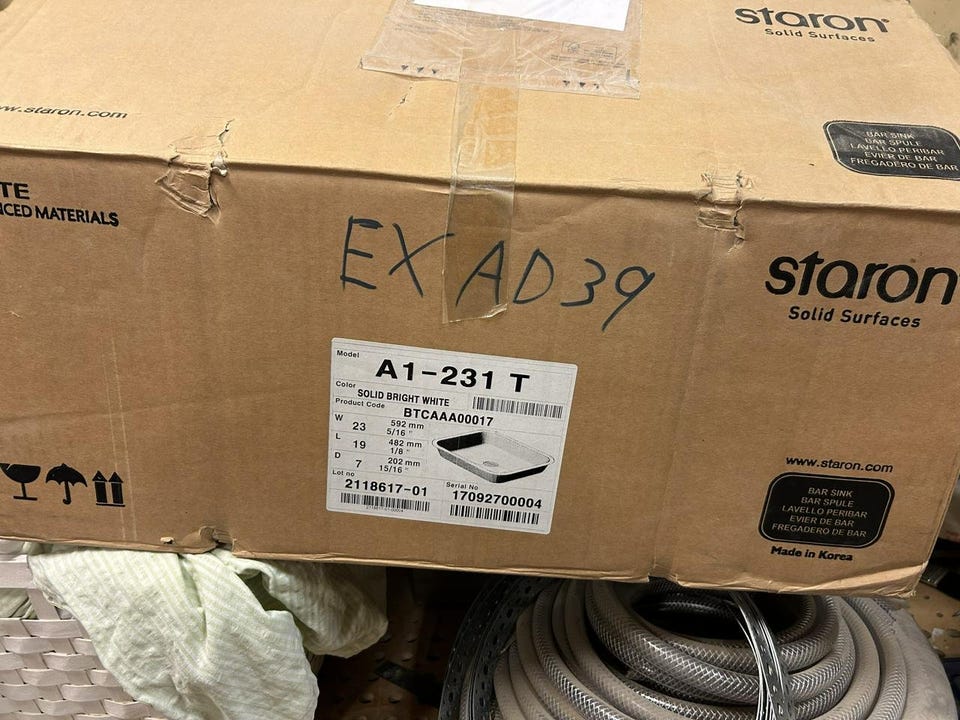 staron®
Solid Surfaces
w.staron.com
BAR SINK
BAR SPULE
LAVELLO PERIBAR
EVIER DE BAR
FREGADERO DE BAR
TE
CED MATERIALS
EX AD39
staron
Solid Surfaces
Model
A1-231 T
Color
SOLID BRIGHT WHITE
Product Code
BTCAAA00017
W 23 592 mm
5/16 "
L 19 482 mm
1/8 "
D 7 202 mm
15/16 "
Lot no
2118617-01
Serial No
17092700004
www.staron.com
BAR SINK
BAR SPULE
LAVELLO PERIBAR
EVIER DE BAR
FREGADERO DE BAR
Made in Korea